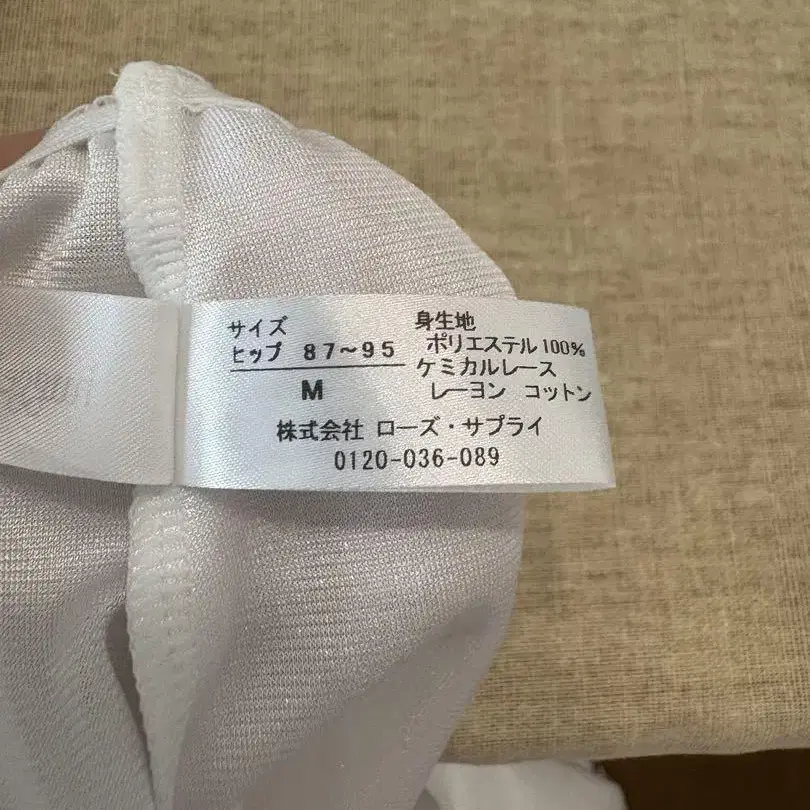 サイズ
ヒップ 87～95
M
身生地
ポリエステル100%
ケミカルレース
レーヨン コットン
株式会社 ローズ・サプライ
0120-036-089